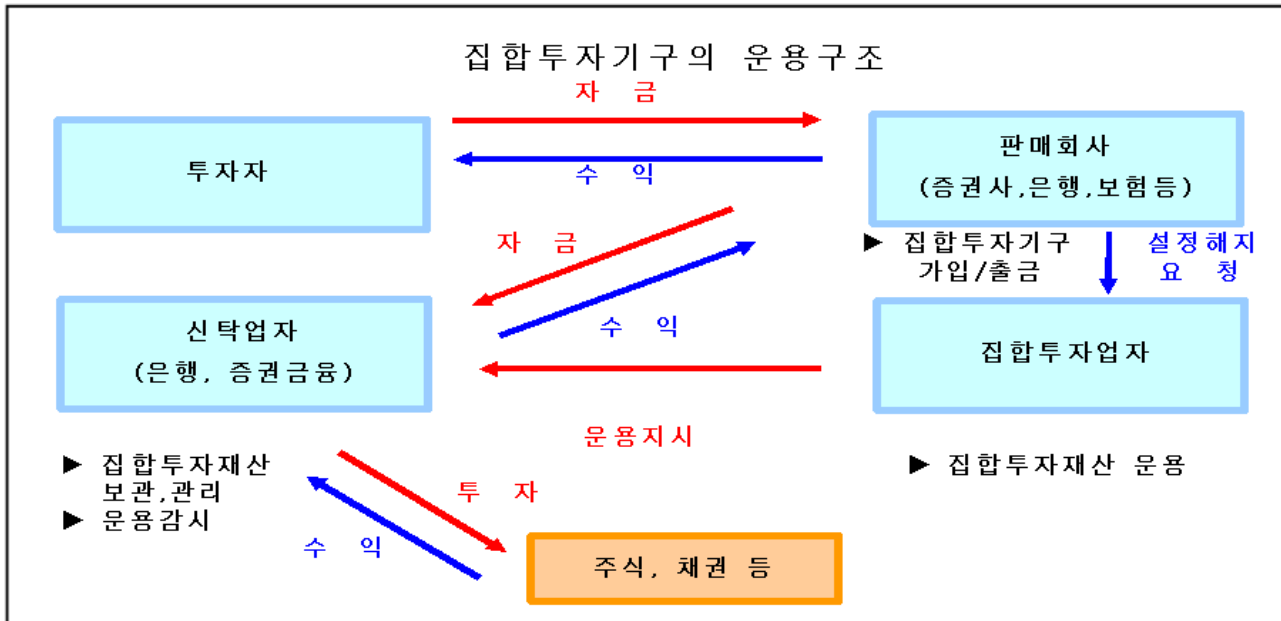 집합투자기구의 운용구조
자 금
투자자
수 익
판매회사
(증권사,은행,보험등)
자 금
▶ 집합투자기구
가입/출금
설정해지
요 청
신탁업자
(은행, 증권금융)
수 익
집합투자업자
운용지시
▶ 집합투자재산
보관,관리
▶ 운용감시
▶ 집합투자재산 운용
투 자
수 익
주식, 채권 등